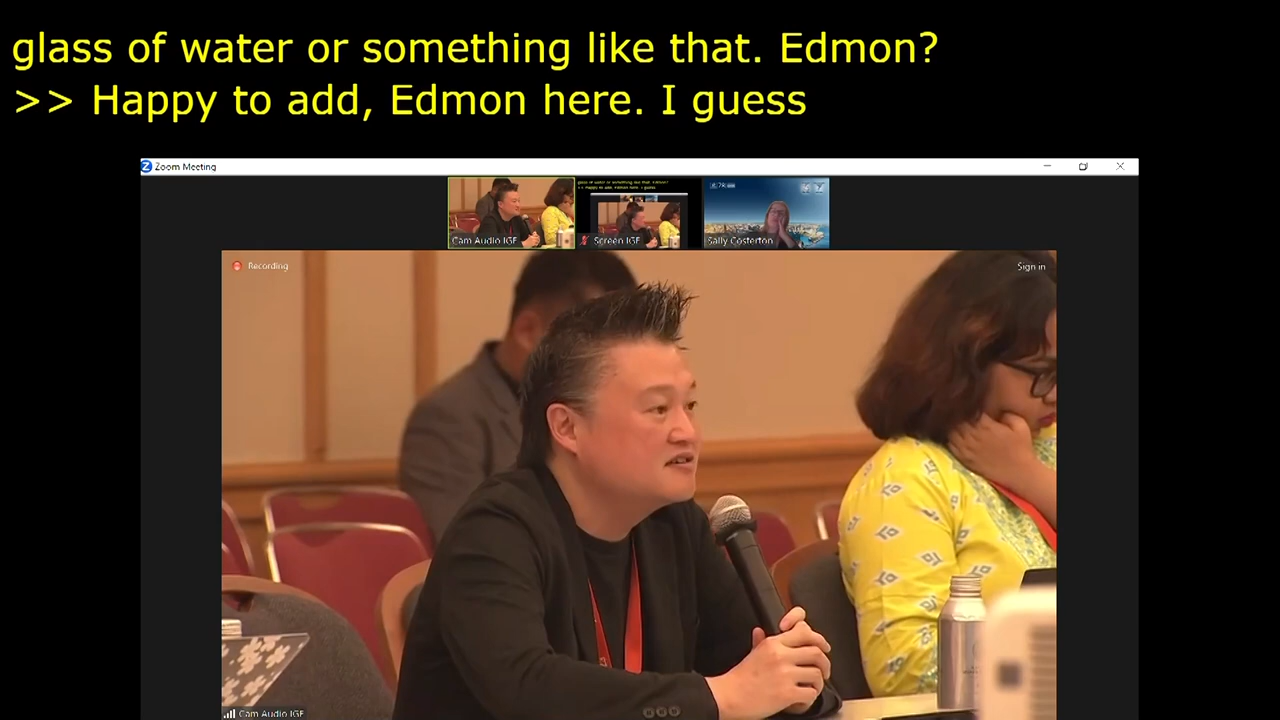 glass of water or something like that. Edmon?
>> Happy to add, Edmon here. I guess
Zoom Meeting
Cam Audio IGF
Screen IGF
Sally Costerton
Recording
Sign in
Cam Audio IGF